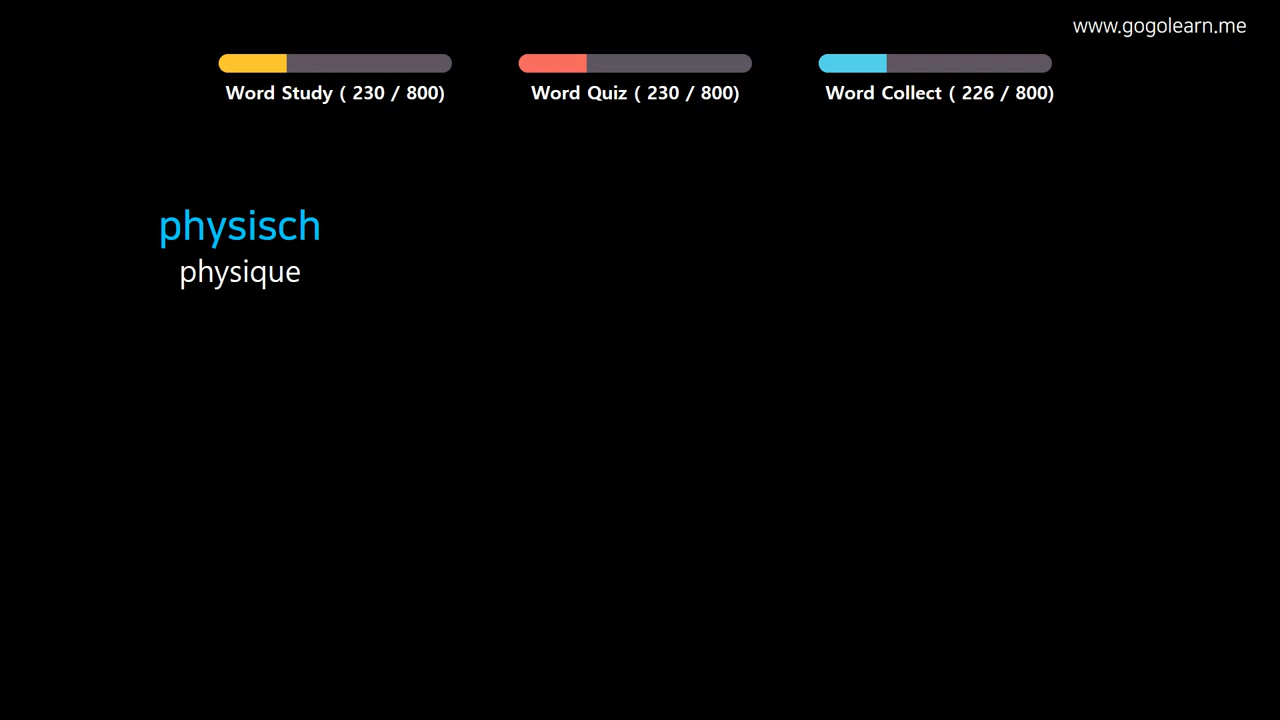 www.gogolearn.me
Word Study ( 230 / 800)
Word Quiz ( 230 / 800)
Word Collect ( 226 / 800)
physisch
physique